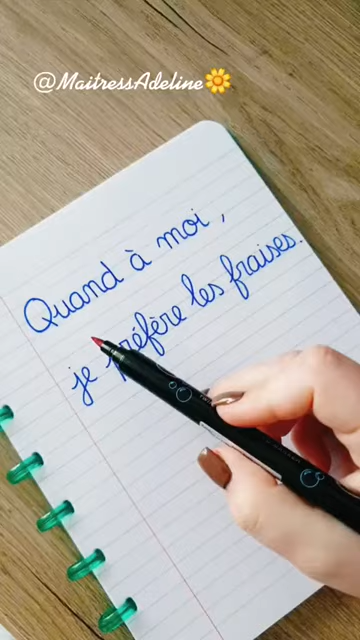 @MaitressAdeline🌼
Quand à moi,
je préfère les fraises.